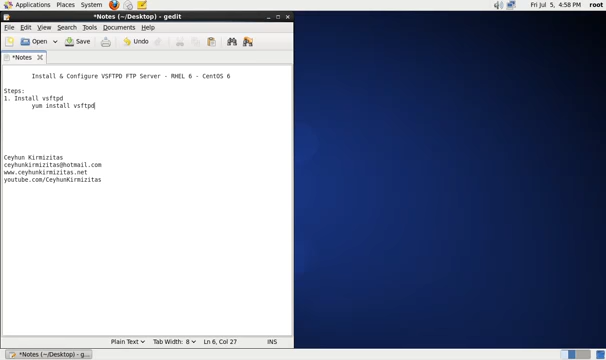 Applications Places System Fri Jul 5, 4:58 PM root
*Notes (~/Desktop) - gedit
File Edit View Search Tools Documents Help
Open Save Undo
*Notes
Install & Configure VSFTPD FTP Server - RHEL 6 - CentOS 6
Steps:
1. Install vsftpd
yum install vsftpd
Ceyhun Kirmizitas
ceyhunkirmizitas@hotmail.com
www.ceyhunkirmizitas.net
youtube.com/CeyhunKirmizitas
Plain Text Tab Width: 8 Ln 6, Col 27 INS
*Notes (~/Desktop) - g...